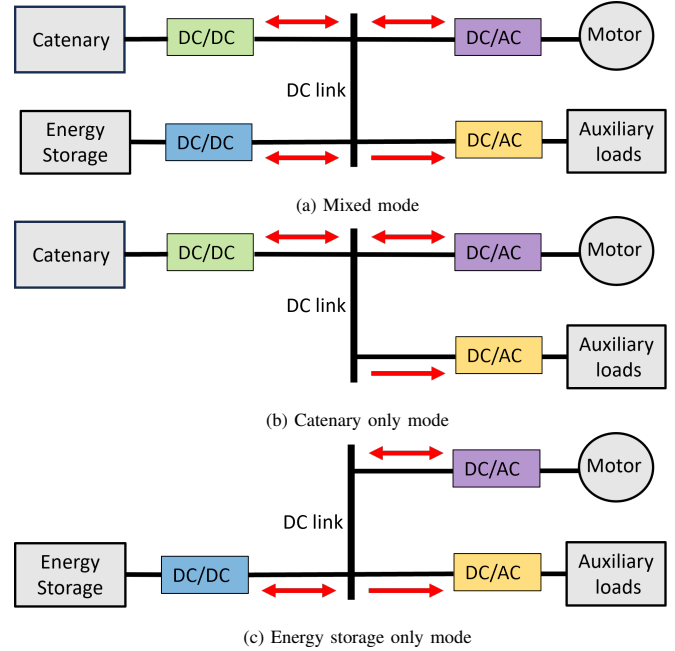 Catenary
DC/DC
DC/AC
Motor
DC link
Energy
Storage
DC/DC
DC/AC
Auxiliary
loads
(a) Mixed mode
Catenary
DC/DC
DC/AC
Motor
DC link
DC/AC
Auxiliary
loads
(b) Catenary only mode
DC/AC
Motor
DC link
Energy
Storage
DC/DC
DC/AC
Auxiliary
loads
(c) Energy storage only mode